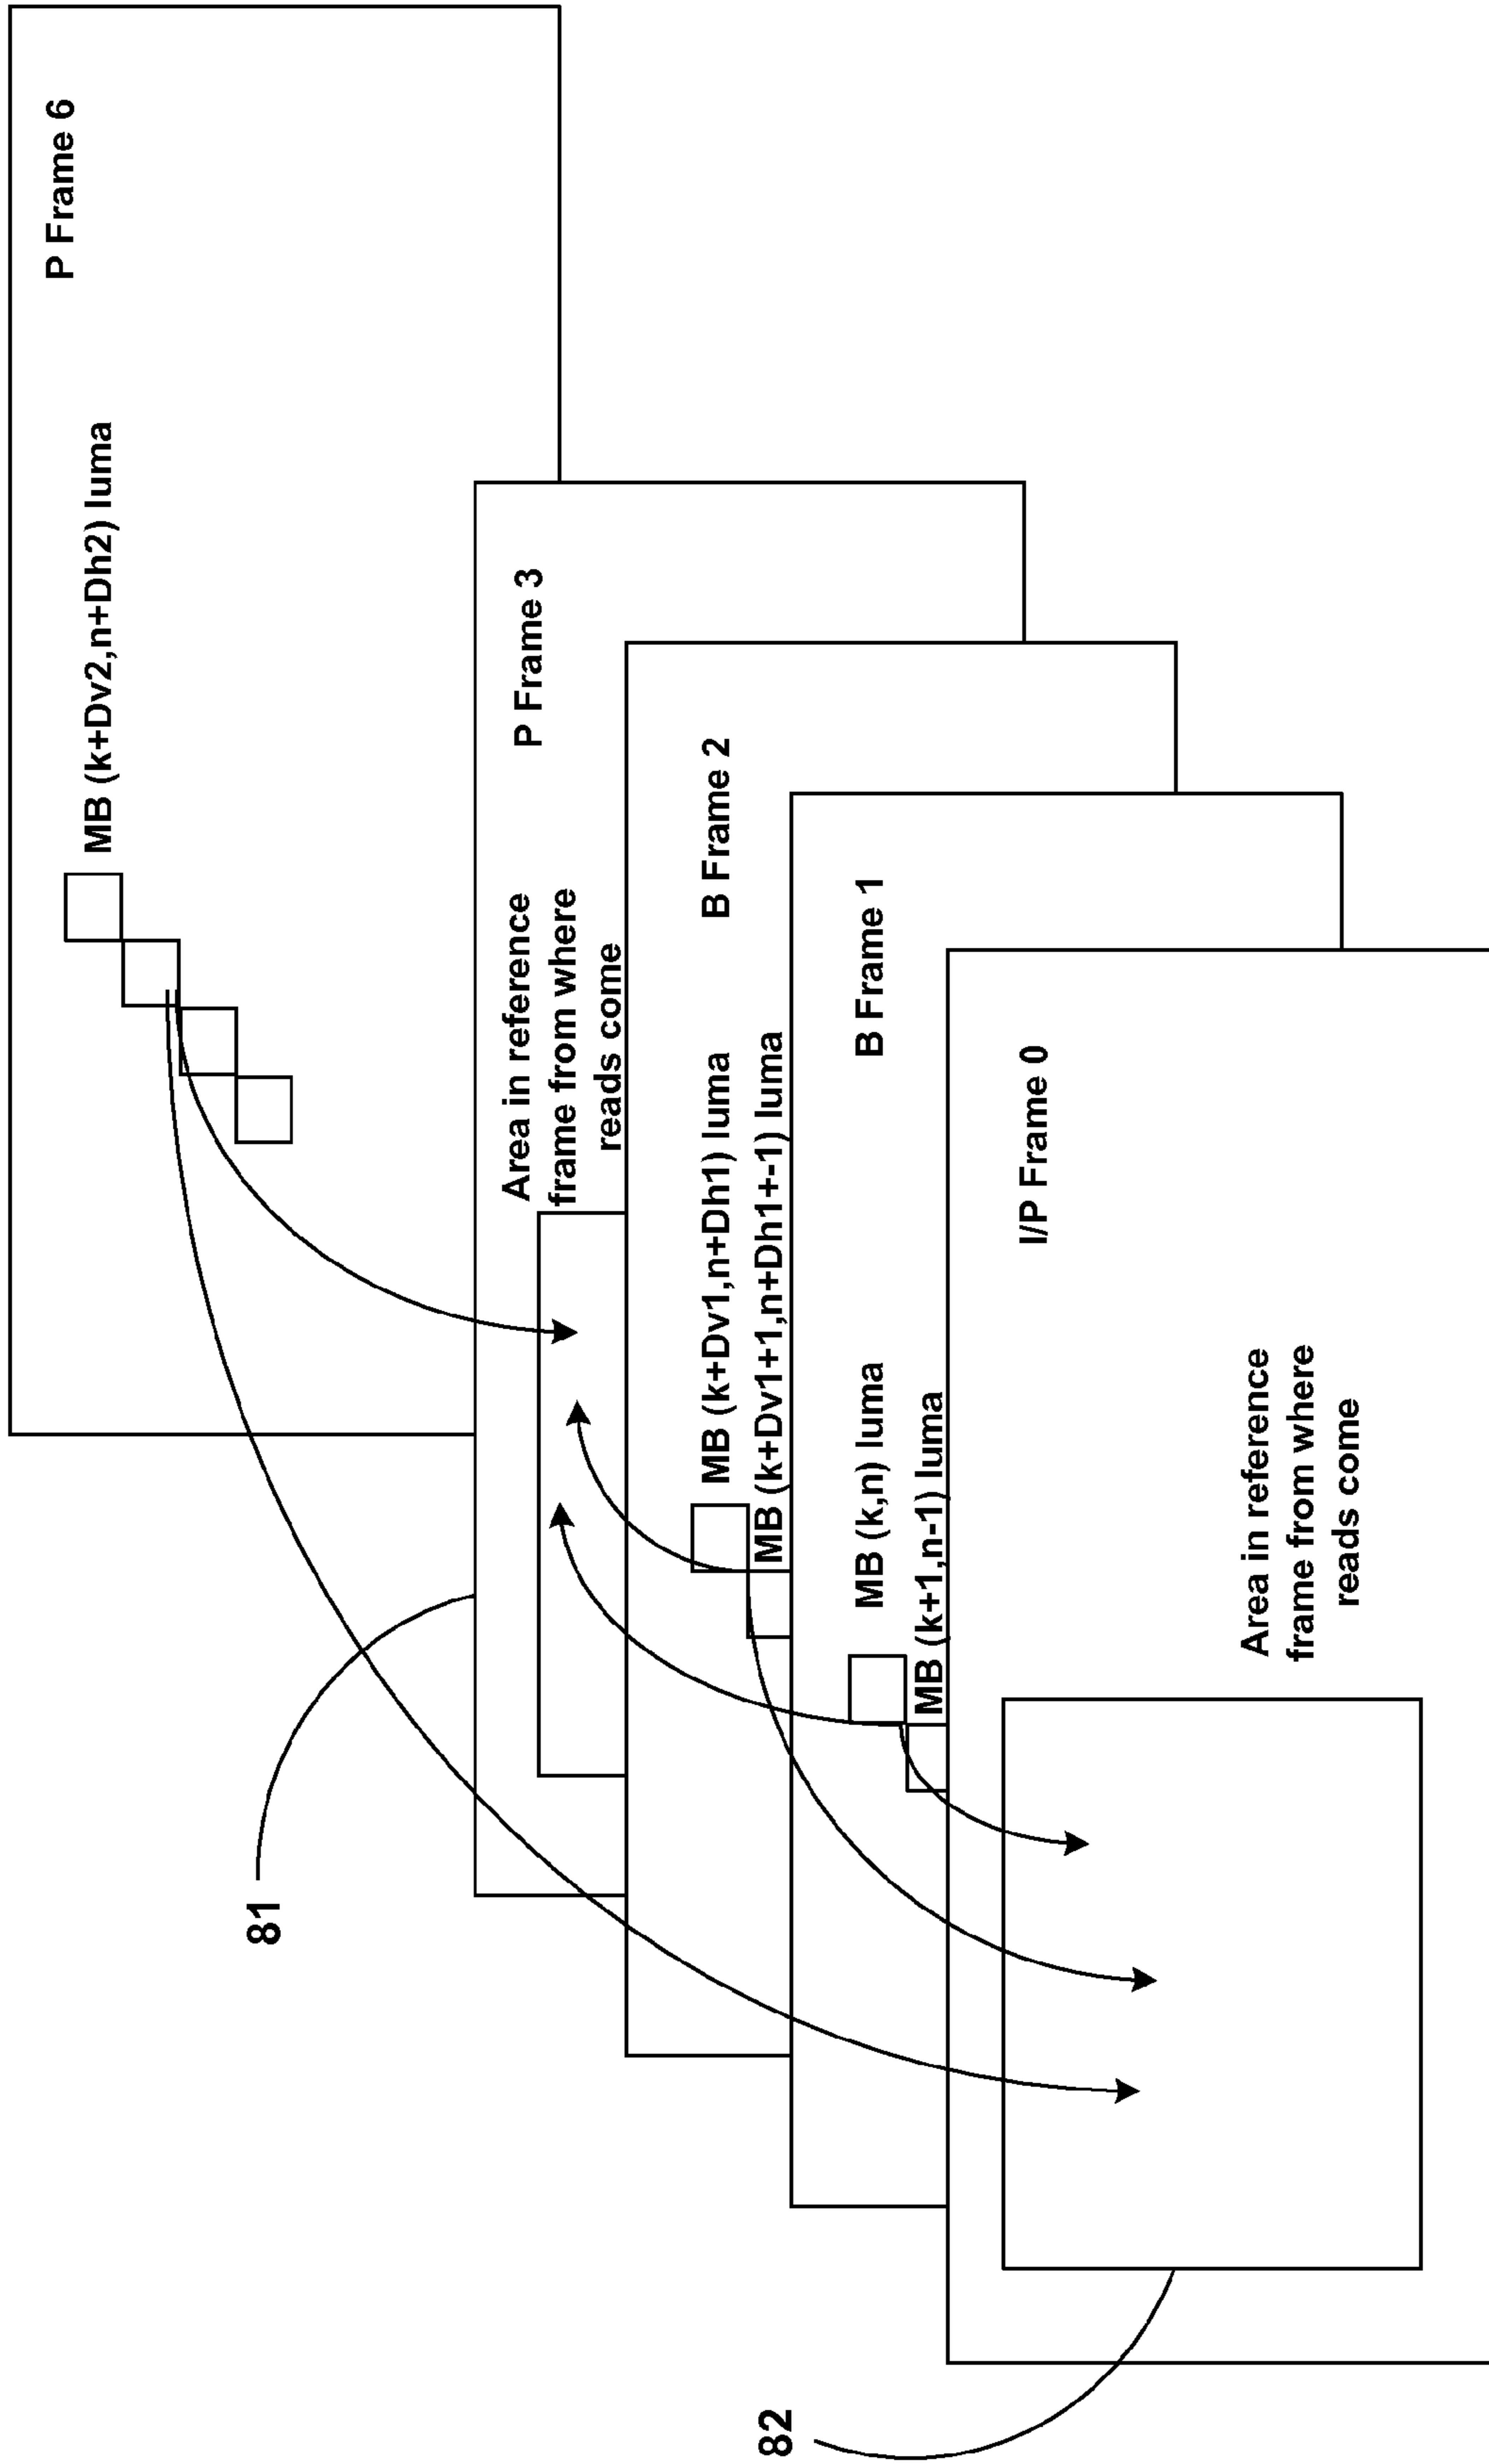 P Frame 6
MB (k+Dv2,n+Dh2) luma
P Frame 3
Area in reference
frame from where
reads come
B Frame 2
MB (k+Dv1,n+Dh1) luma
MB (k+Dv1+1,n+Dh1+-1) luma
B Frame 1
MB (k,n) luma
MB (k+1,n-1) luma
I/P Frame 0
Area in reference
frame from where
reads come
81
82